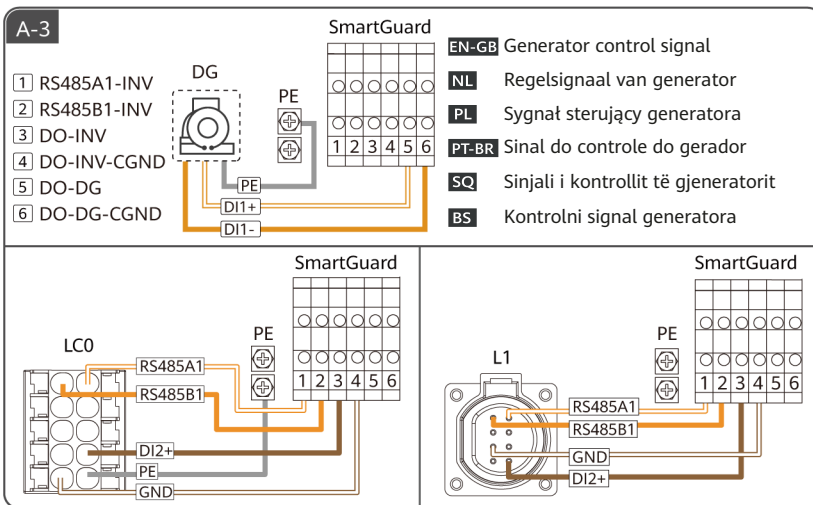 A-3
1 RS485A1-INV
2 RS485B1-INV
3 DO-INV
4 DO-INV-CGND
5 DO-DG
6 DO-DG-CGND
DG
PE
SmartGuard
1 2 3 4 5 6
PE
DI1+
DI1-
EN-GB Generator control signal
NL Regelsignaal van generator
PL Sygnał sterujący generatora
PT-BR Sinal do controle do gerador
SQ Sinjali i kontrollit të gjeneratorit
BS Kontrolni signal generatora
SmartGuard
PE
LC0
1 2 3 4 5 6
RS485A1
RS485B1
DI2+
PE
GND
SmartGuard
PE
L1
1 2 3 4 5 6
RS485A1
RS485B1
GND
DI2+